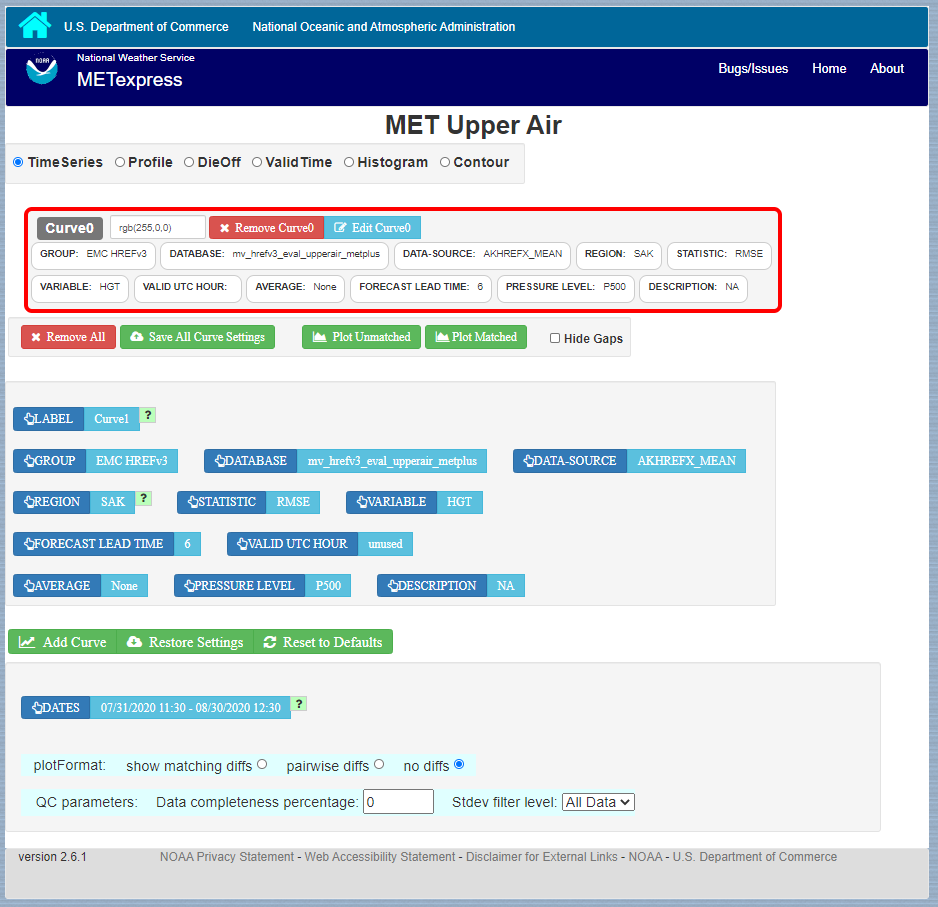 U.S. Department of Commerce National Oceanic and Atmospheric Administration
NOAA
National Weather Service
METexpress
Bugs/Issues Home About
MET Upper Air
TimeSeries Profile DieOff ValidTime Histogram Contour
Curve0 rgb(255,0,0) Remove Curve0 Edit Curve0
GROUP: EMC HREFv3 DATABASE: mv_hrefv3_eval_upperair_metplus DATA-SOURCE: AKHREFX_MEAN REGION: SAK STATISTIC: RMSE
VARIABLE: HGT VALID UTC HOUR: AVERAGE: None FORECAST LEAD TIME: 6 PRESSURE LEVEL: P500 DESCRIPTION: NA
Remove All Save All Curve Settings Plot Unmatched Plot Matched Hide Gaps
LABEL Curve1 ?
GROUP EMC HREFv3 DATABASE mv_hrefv3_eval_upperair_metplus DATA-SOURCE AKHREFX_MEAN
REGION SAK ? STATISTIC RMSE VARIABLE HGT
FORECAST LEAD TIME 6 VALID UTC HOUR unused
AVERAGE None PRESSURE LEVEL P500 DESCRIPTION NA
Add Curve Restore Settings Reset to Defaults
DATES 07/31/2020 11:30 - 08/30/2020 12:30 ?
plotFormat: show matching diffs pairwise diffs no diffs
QC parameters: Data completeness percentage: 0 Stdev filter level: All Data
version 2.6.1 NOAA Privacy Statement - Web Accessibility Statement - Disclaimer for External Links - NOAA - U.S. Department of Commerce